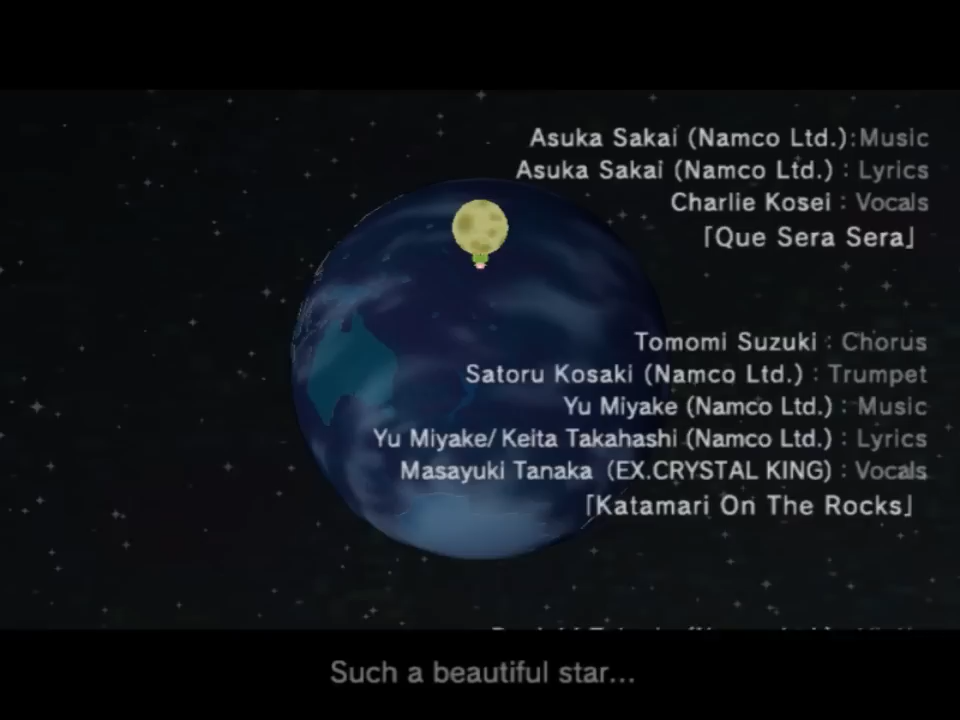 Asuka Sakai (Namco Ltd.):Music
Asuka Sakai (Namco Ltd.) : Lyrics
Charlie Kosei : Vocals
「Que Sera Sera」
Tomomi Suzuki : Chorus
Satoru Kosaki (Namco Ltd.) : Trumpet
Yu Miyake (Namco Ltd.) : Music
Yu Miyake/ Keita Takahashi (Namco Ltd.) : Lyrics
Masayuki Tanaka (EX.CRYSTAL KING) : Vocals
「Katamari On The Rocks」
Such a beautiful star...